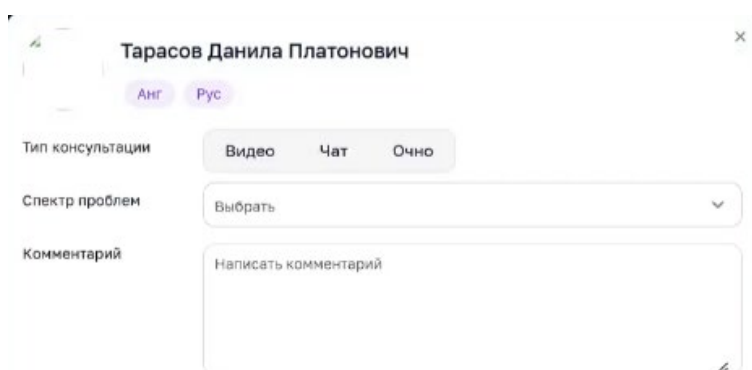 Тарасов Данила Платонович
Анг Рус
Тип консультации
Видео Чат Очно
Спектр проблем
Выбрать
Комментарий
Написать комментарий